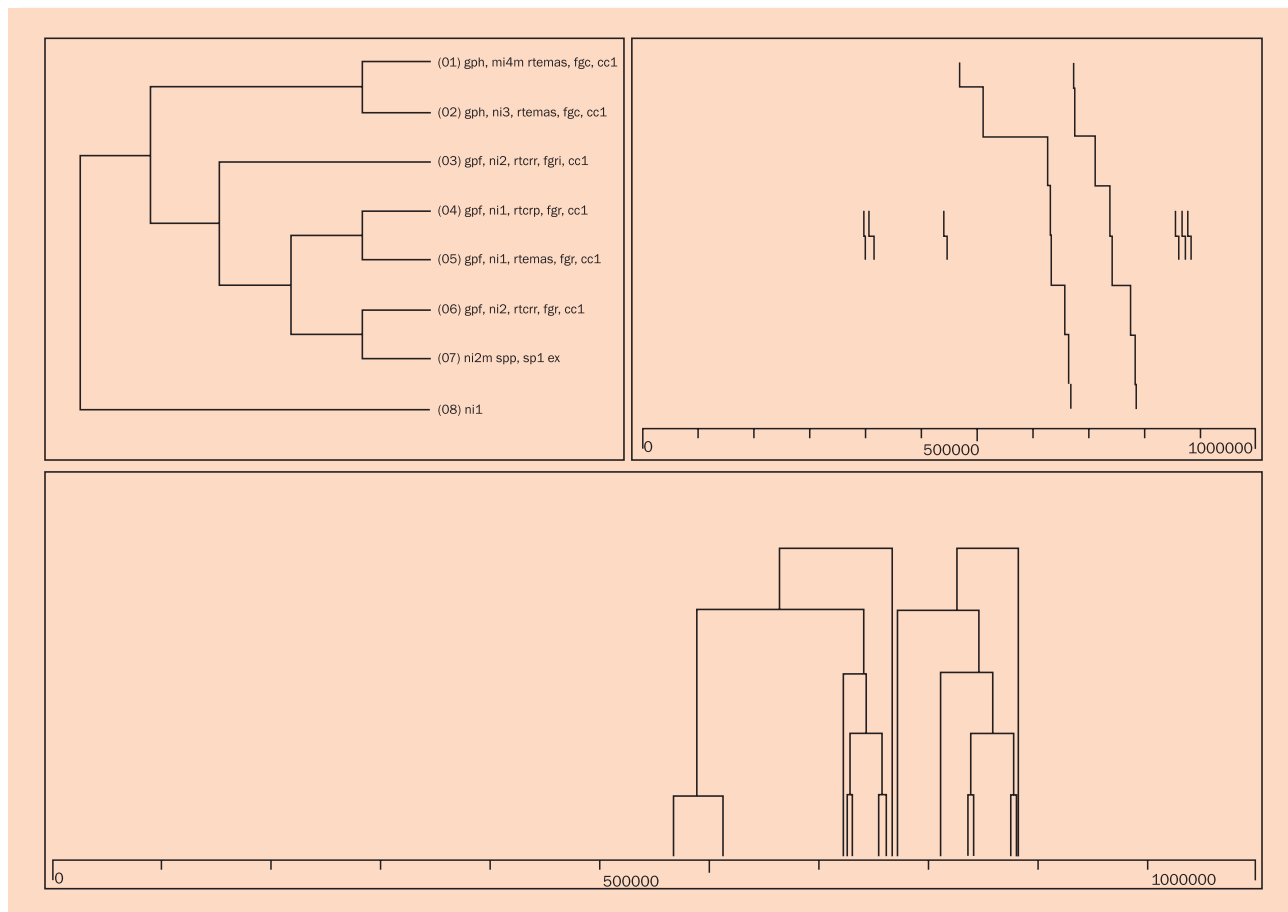 (01) gph, mi4m rtemas, fgc, cc1
(02) gph, ni3, rtemas, fgc, cc1
(03) gpf, ni2, rtcrr, fgri, cc1
(04) gpf, ni1, rtcrp, fgr, cc1
(05) gpf, ni1, rtemas, fgr, cc1
(06) gpf, ni2, rtcrr, fgr, cc1
(07) ni2m spp, sp1 ex
(08) ni1
0 500000 1000000
0 500000 1000000